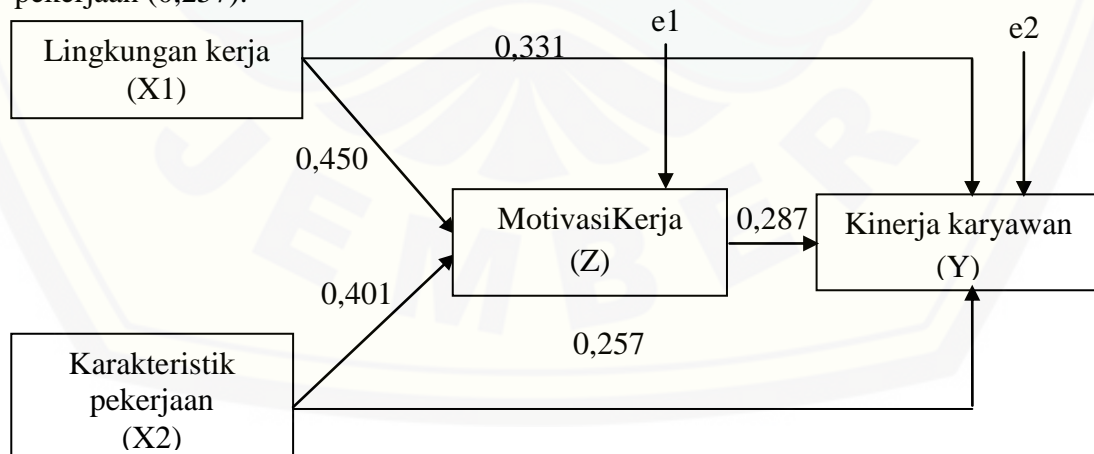 pekerjaan (0,257).
e1
e2
Lingkungan kerja
(X1)
0,331
0,450
MotivasiKerja
(Z)
0,287
Kinerja karyawan
(Y)
0,401
0,257
Karakteristik
pekerjaan
(X2)
JEMBER